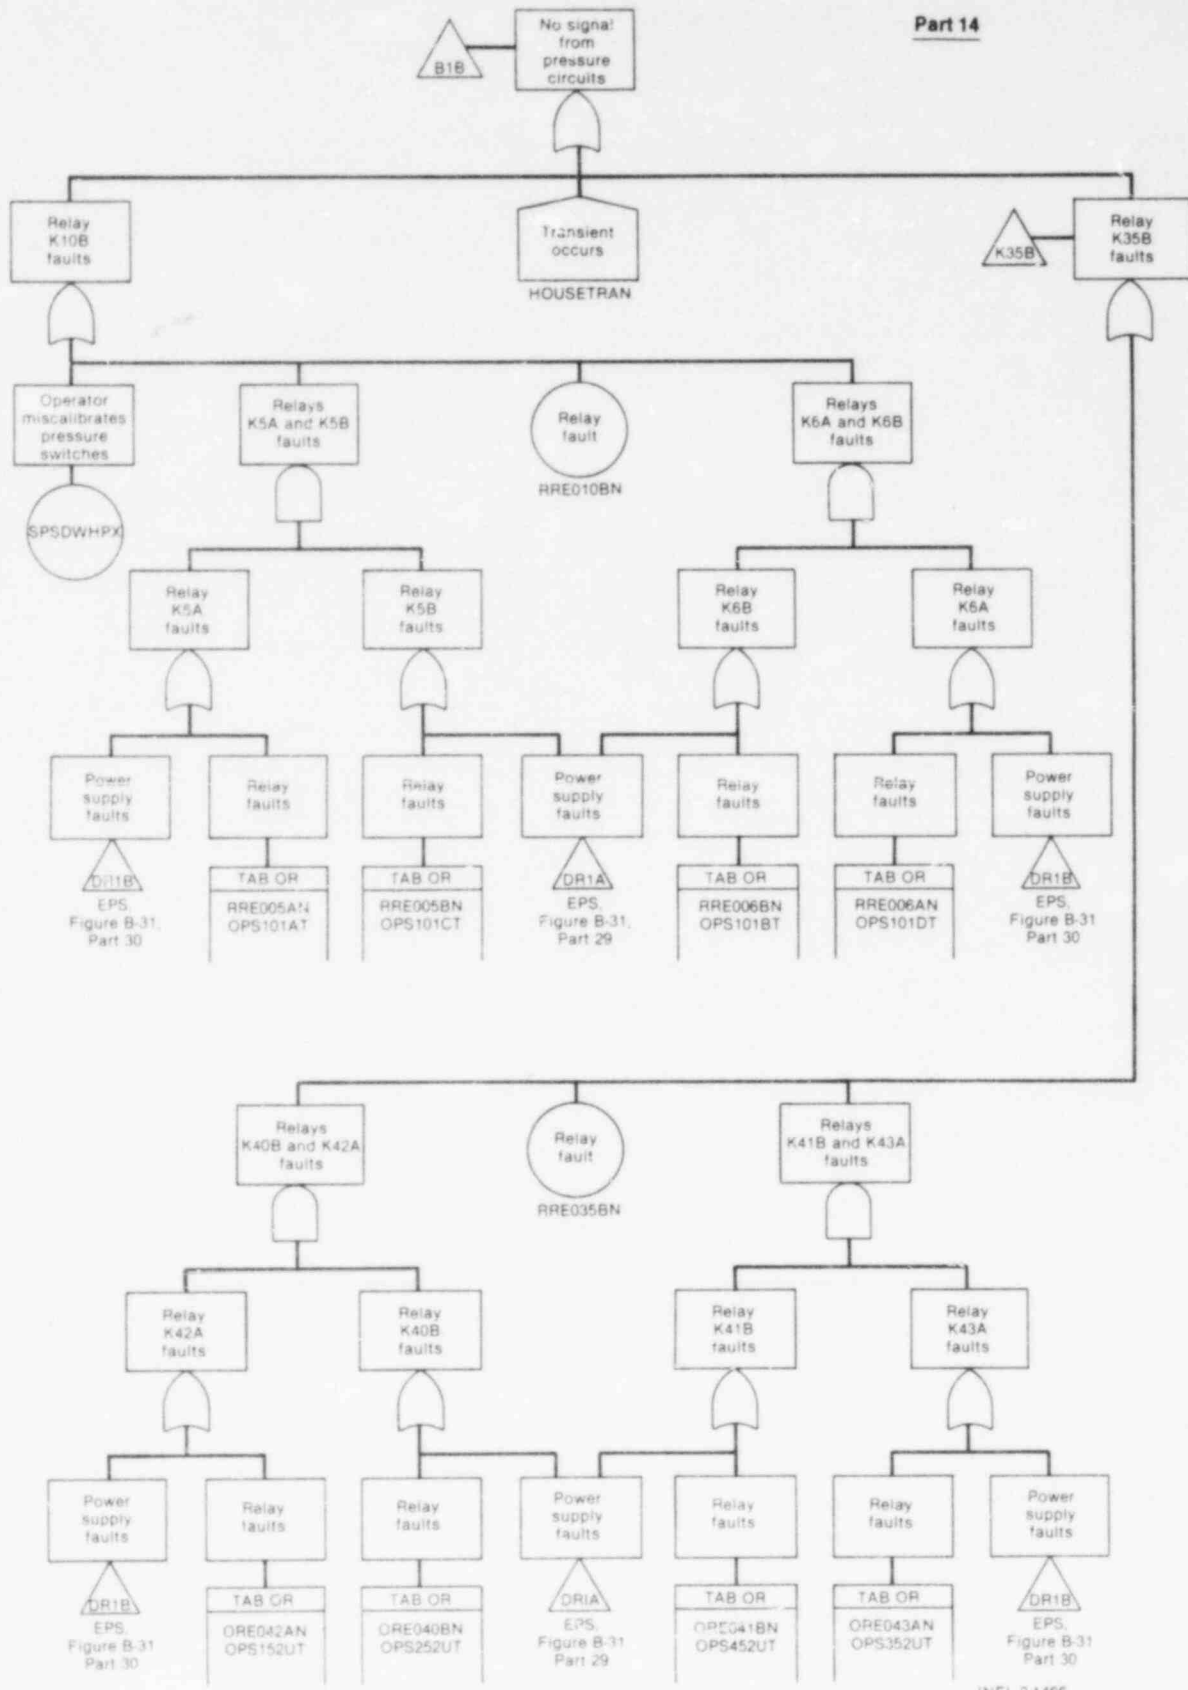 Part 14
No signal
from
pressure
circuits
B1B
Relay
K10B
faults
Transient
occurs
HOUSETRAN
K35B
Relay
K35B
faults
Operator
miscalibrates
pressure
switches
SPSDWHPX
Relays
K5A and K5B
faults
Relay
fault
RRE010BN
Relays
K6A and K6B
faults
Relay
K5A
faults
Relay
K5B
faults
Relay
K6B
faults
Relay
K6A
faults
Power
supply
faults
DR1B
EPS,
Figure B-31,
Part 30
Relay
faults
TAB OR
RRE005AN
OPS101AT
Relay
faults
TAB OR
RRE005BN
OPS101CT
Power
supply
faults
DR1A
EPS,
Figure B-31,
Part 29
Relay
faults
TAB OR
RRE006BN
OPS101BT
Relay
faults
TAB OR
RRE006AN
OPS101DT
Power
supply
faults
DR1B
EPS,
Figure B-31
Part 30
Relays
K40B and K42A
faults
Relay
fault
RRE035BN
Relays
K41B and K43A
faults
Relay
K42A
faults
Relay
K40B
faults
Relay
K41B
faults
Relay
K43A
faults
Power
supply
faults
DR1B
EPS,
Figure B-31
Part 30
Relay
faults
TAB OR
ORE042AN
OPS152UT
Relay
faults
TAB OR
ORE040BN
OPS252UT
Power
supply
faults
DRIA
EPS,
Figure B-31
Part 29
Relay
faults
TAB OR
ORE041BN
OPS452UT
Relay
faults
TAB OR
ORE043AN
OPS352UT
Power
supply
faults
DR1B
EPS,
Figure B-31
Part 30